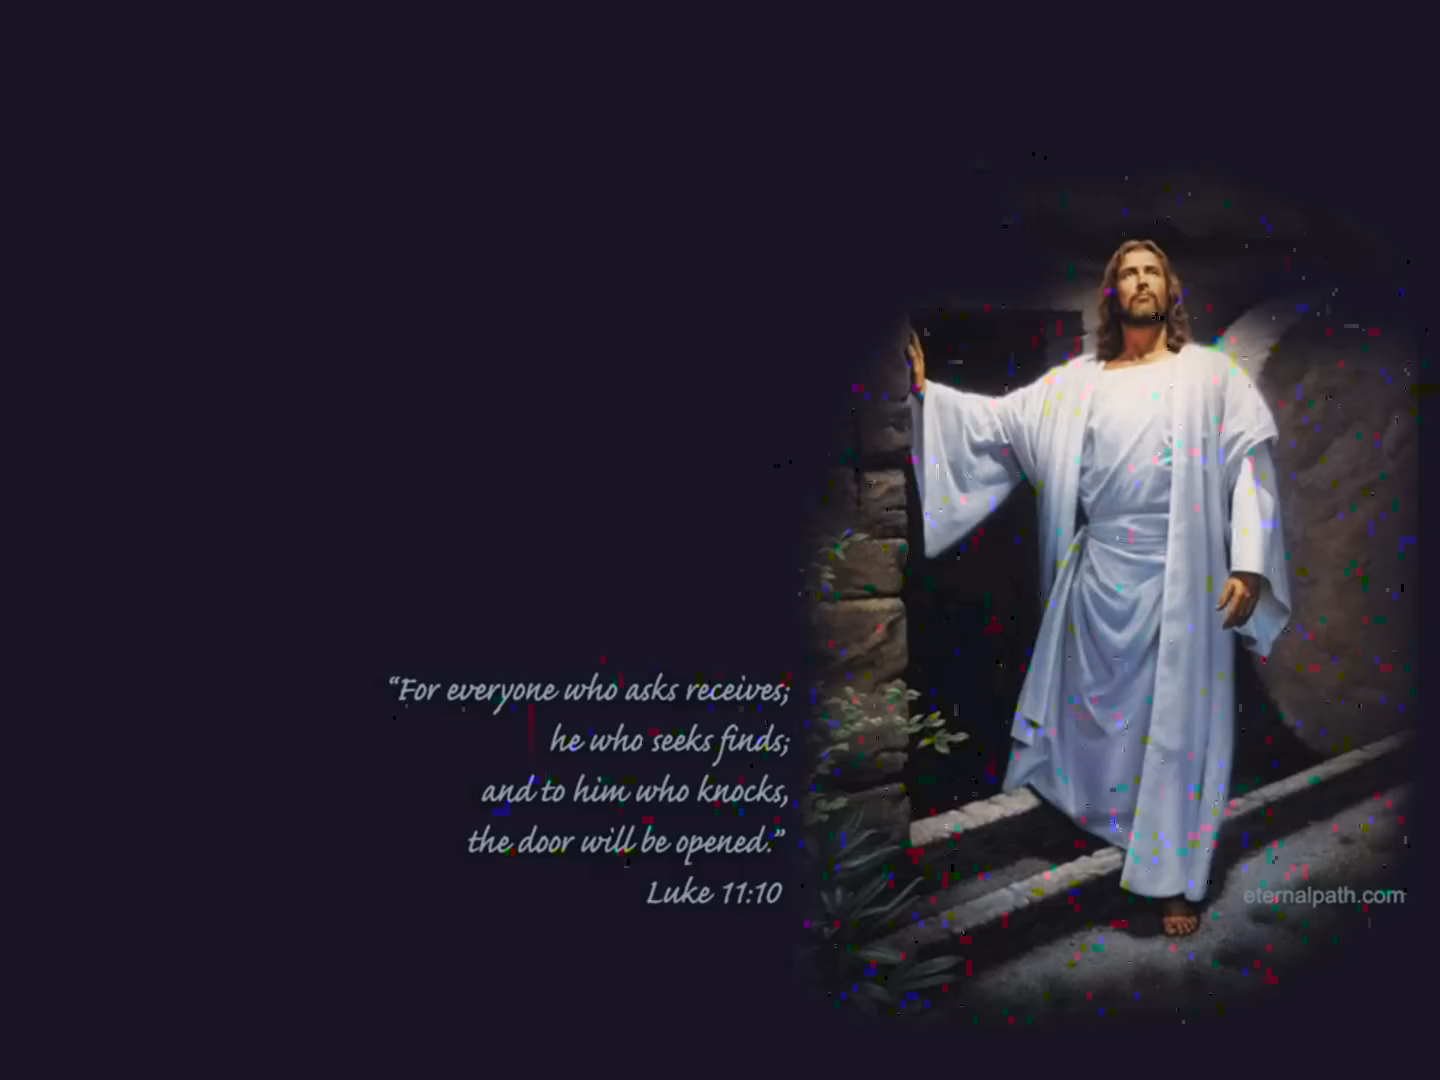 “For everyone who asks receives;
he who seeks finds;
and to him who knocks,
the door will be opened.”
Luke 11:10
eternalpath.com